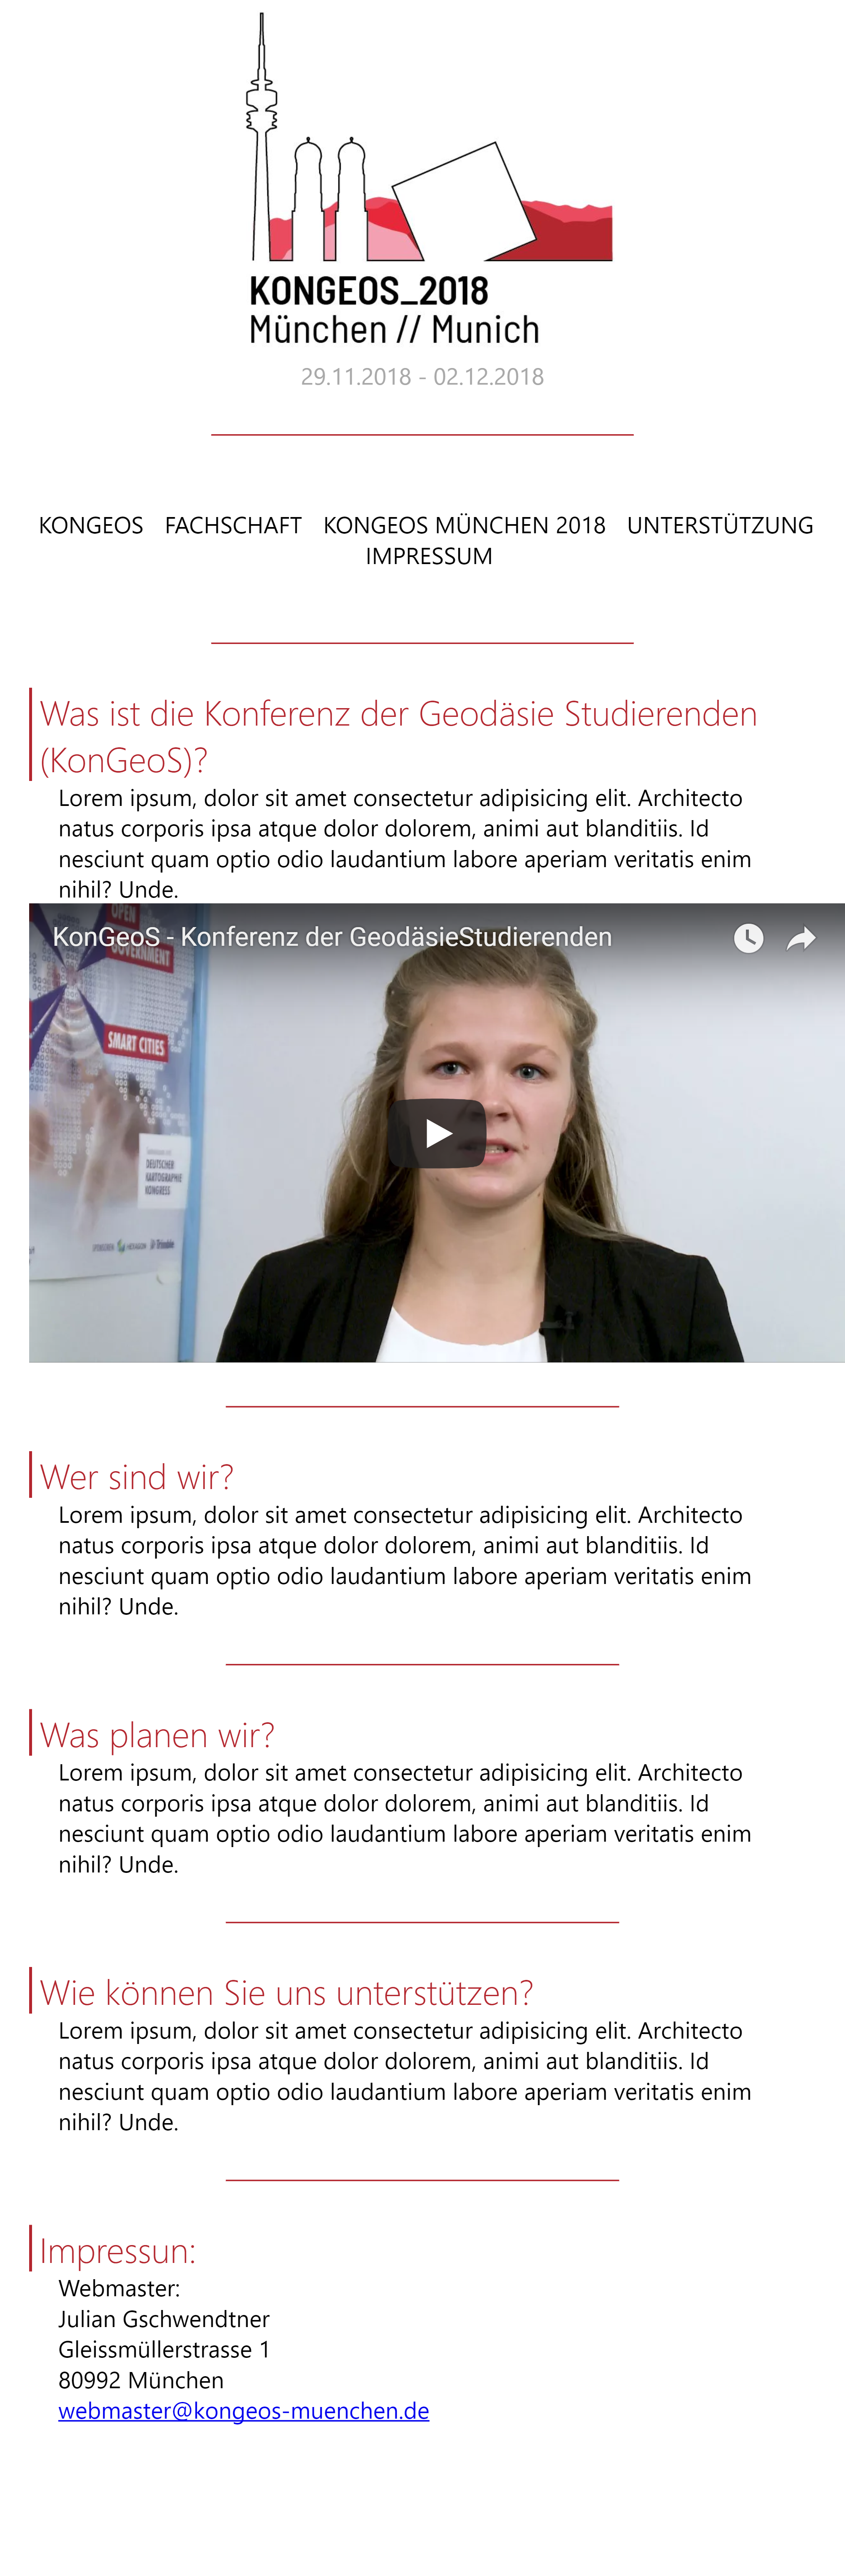 KONGEOS_2018
München // Munich
29.11.2018 - 02.12.2018
KONGEOS FACHSCHAFT KONGEOS MÜNCHEN 2018 UNTERSTÜTZUNG
IMPRESSUM
Was ist die Konferenz der Geodäsie Studierenden
(KonGeoS)?
Lorem ipsum, dolor sit amet consectetur adipisicing elit. Architecto
natus corporis ipsa atque dolor dolorem, animi aut blanditiis. Id
nesciunt quam optio odio laudantium labore aperiam veritatis enim
nihil? Unde.
OPEN
GOVERNMENT
KonGeoS - Konferenz der GeodäsieStudierenden
SMART CITIES
DEUTSCHER
KARTOGRAPHIE
KONGRESS
HEXAGON Trimble
Wer sind wir?
Lorem ipsum, dolor sit amet consectetur adipisicing elit. Architecto
natus corporis ipsa atque dolor dolorem, animi aut blanditiis. Id
nesciunt quam optio odio laudantium labore aperiam veritatis enim
nihil? Unde.
Was planen wir?
Lorem ipsum, dolor sit amet consectetur adipisicing elit. Architecto
natus corporis ipsa atque dolor dolorem, animi aut blanditiis. Id
nesciunt quam optio odio laudantium labore aperiam veritatis enim
nihil? Unde.
Wie können Sie uns unterstützen?
Lorem ipsum, dolor sit amet consectetur adipisicing elit. Architecto
natus corporis ipsa atque dolor dolorem, animi aut blanditiis. Id
nesciunt quam optio odio laudantium labore aperiam veritatis enim
nihil? Unde.
Impressun:
Webmaster:
Julian Gschwendtner
Gleissmüllerstrasse 1
80992 München
webmaster@kongeos-muenchen.de